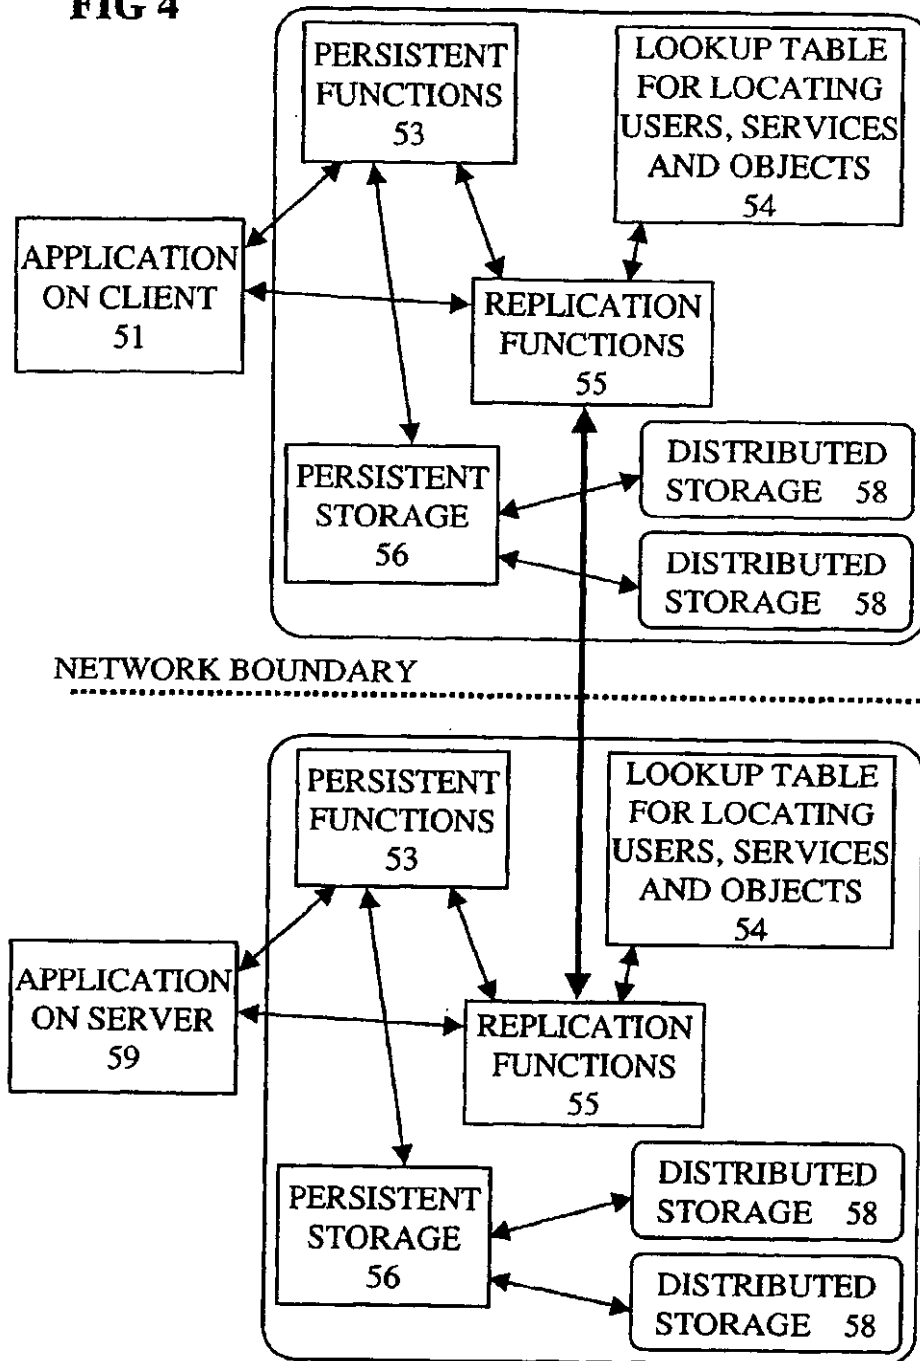 FIG 4
PERSISTENT
FUNCTIONS
53
LOOKUP TABLE
FOR LOCATING
USERS, SERVICES
AND OBJECTS
54
APPLICATION
ON CLIENT
51
REPLICATION
FUNCTIONS
55
PERSISTENT
STORAGE
56
DISTRIBUTED
STORAGE 58
DISTRIBUTED
STORAGE 58
NETWORK BOUNDARY
PERSISTENT
FUNCTIONS
53
LOOKUP TABLE
FOR LOCATING
USERS, SERVICES
AND OBJECTS
54
APPLICATION
ON SERVER
59
REPLICATION
FUNCTIONS
55
PERSISTENT
STORAGE
56
DISTRIBUTED
STORAGE 58
DISTRIBUTED
STORAGE 58